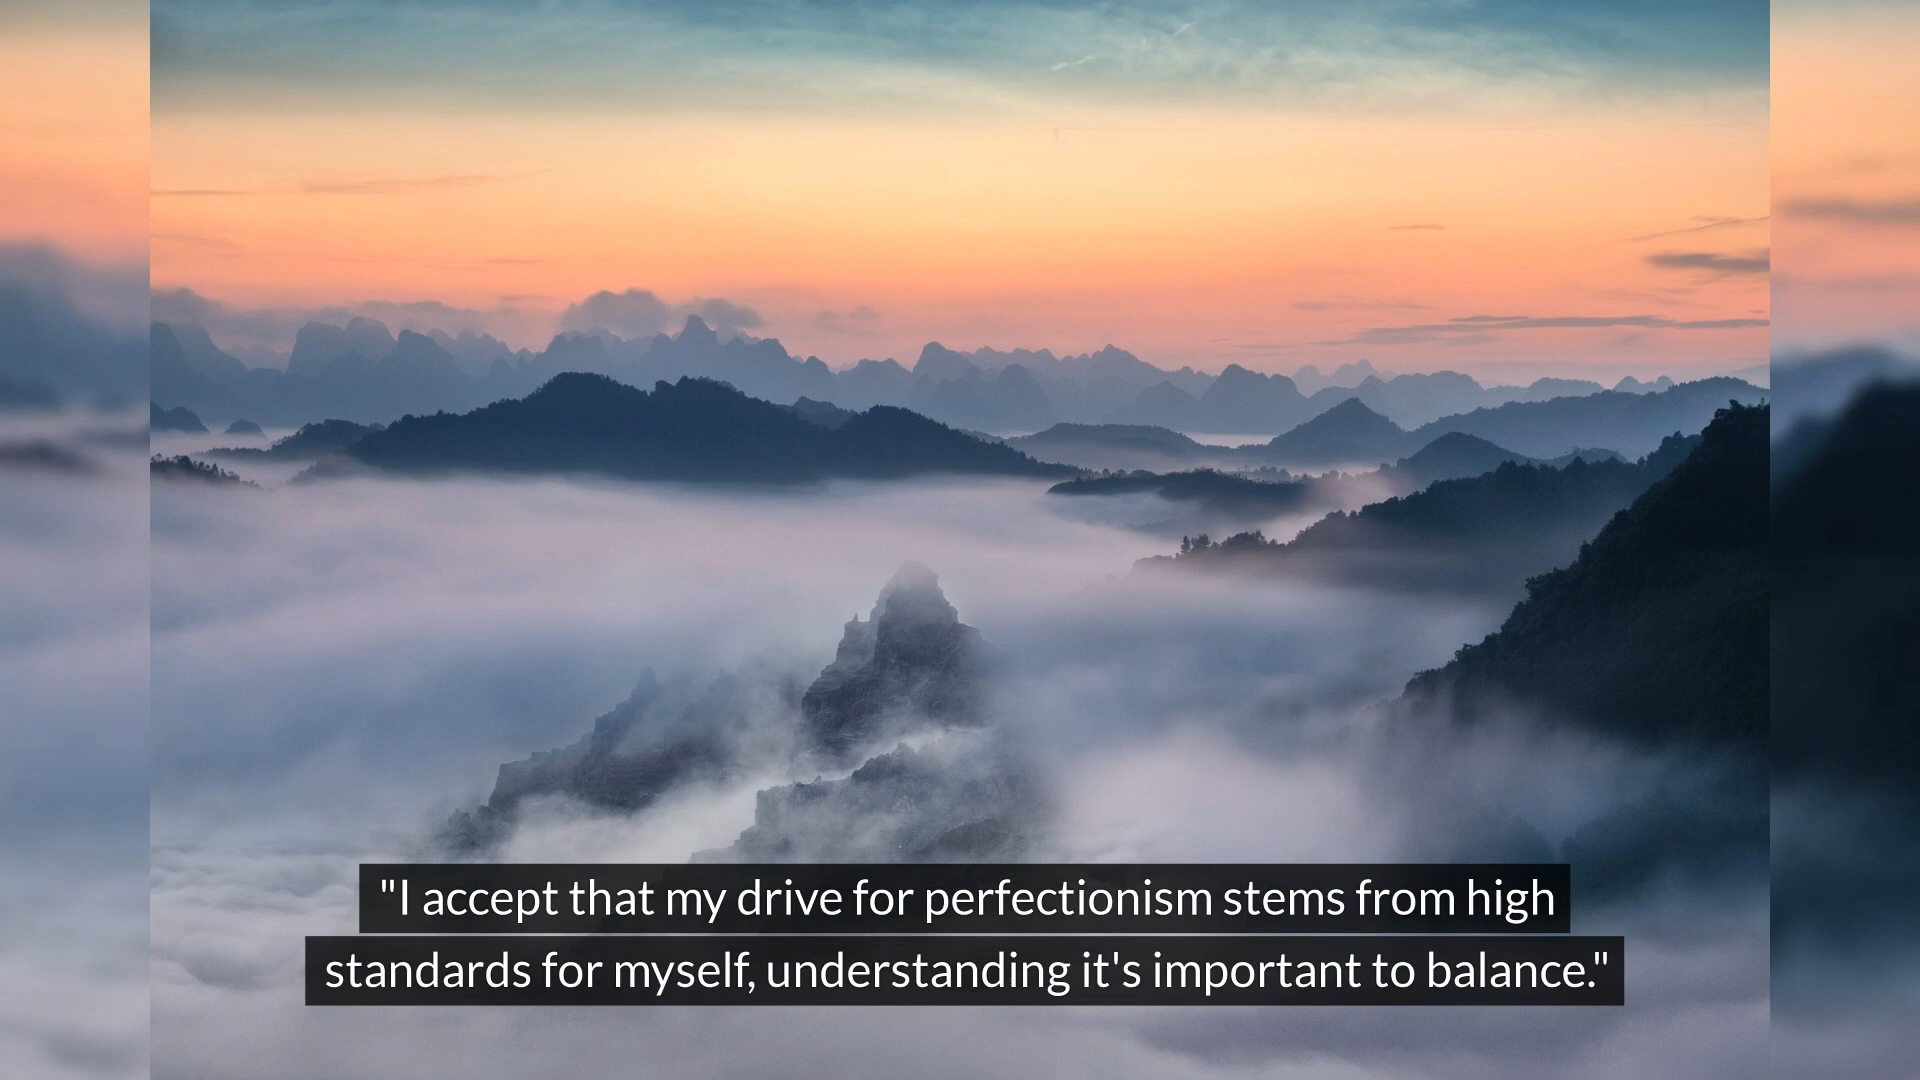 "I accept that my drive for perfectionism stems from high
standards for myself, understanding it's important to balance."